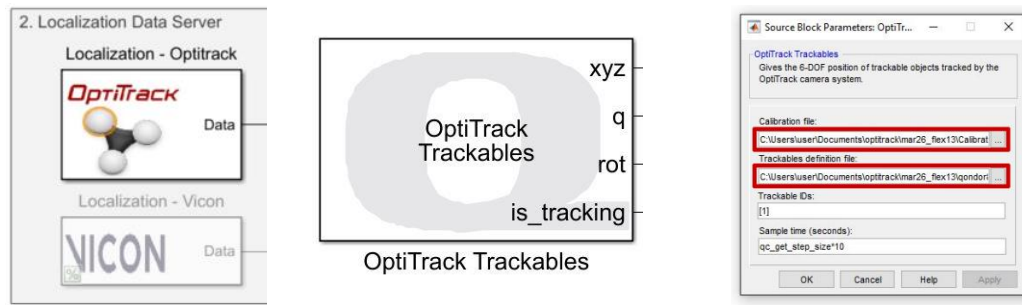 2. Localization Data Server
Localization - Optitrack
OPTITRACK
Data
Localization - Vicon
VICON
Data
%
xyz
q
rot
is_tracking
OptiTrack
Trackables
OptiTrack Trackables
Source Block Parameters: OptiTr...
OptiTrack Trackables
Gives the 6-DOF position of trackable objects tracked by the
OptiTrack camera system.
Calibration file:
C:\Users\user\Documents\optitrack\mar26_flex13\Calibrat ...
Trackables definition file:
C:\Users\user\Documents\optitrack\mar26_flex13\qondor ...
Trackable IDs:
[1]
Sample time (seconds):
qc_get_step_size*10
OK Cancel Help Apply